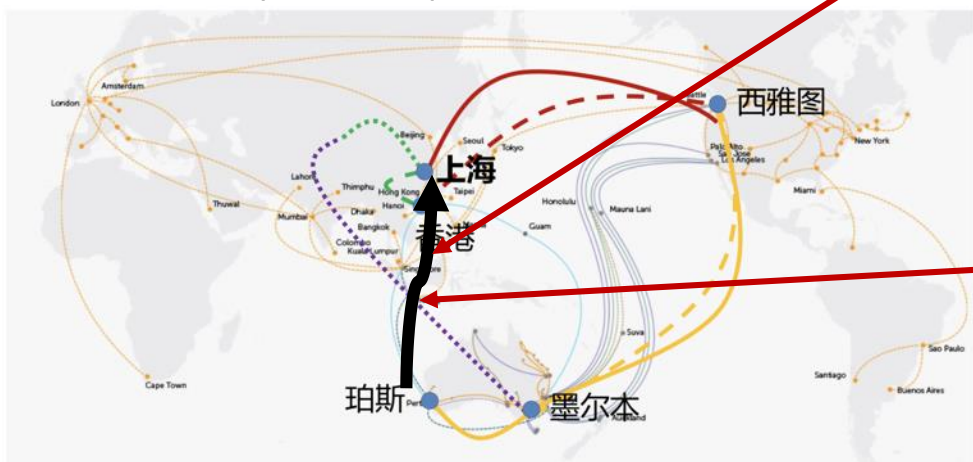 Amsterdam
London
西雅图
New York
Beijing
Seoul
Tokyo
上海
Los Angeles
Lahore
Thimphu
Hong Kong
Taipei
Miami
Thuwal
Mumbai
Dhaka
Hanoi
Honolulu
Mauna Lani
Bangkok
香港
Guam
Colombo
Kuala Lumpur
Singapore
Suva
Sao Paulo
Santiago
Cape Town
Buenos Aires
珀斯
墨尔本